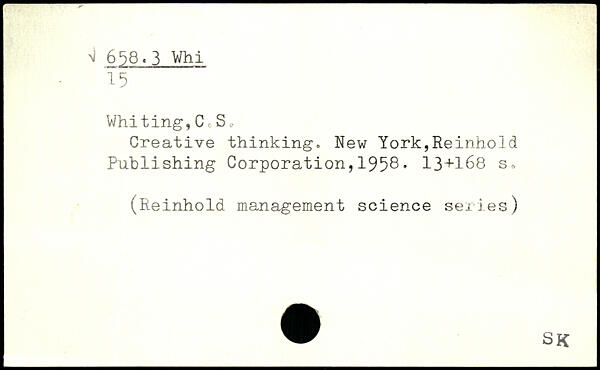 √ 658.3 Whi
15
Whiting,C.S.
Creative thinking. New York,Reinhold
Publishing Corporation,1958. 13+168 s.
(Reinhold management science series)
SK